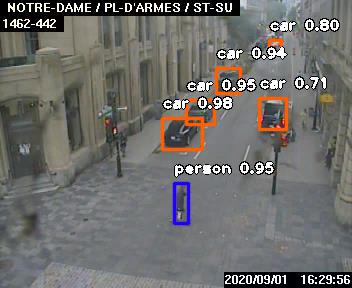 NOTRE-DAME / PL-D'ARMES / ST-SU
1462-442
car 0.80
car 0.94
car 0.95
car 0.71
car 0.98
person 0.95
2020/09/01 16:29:56